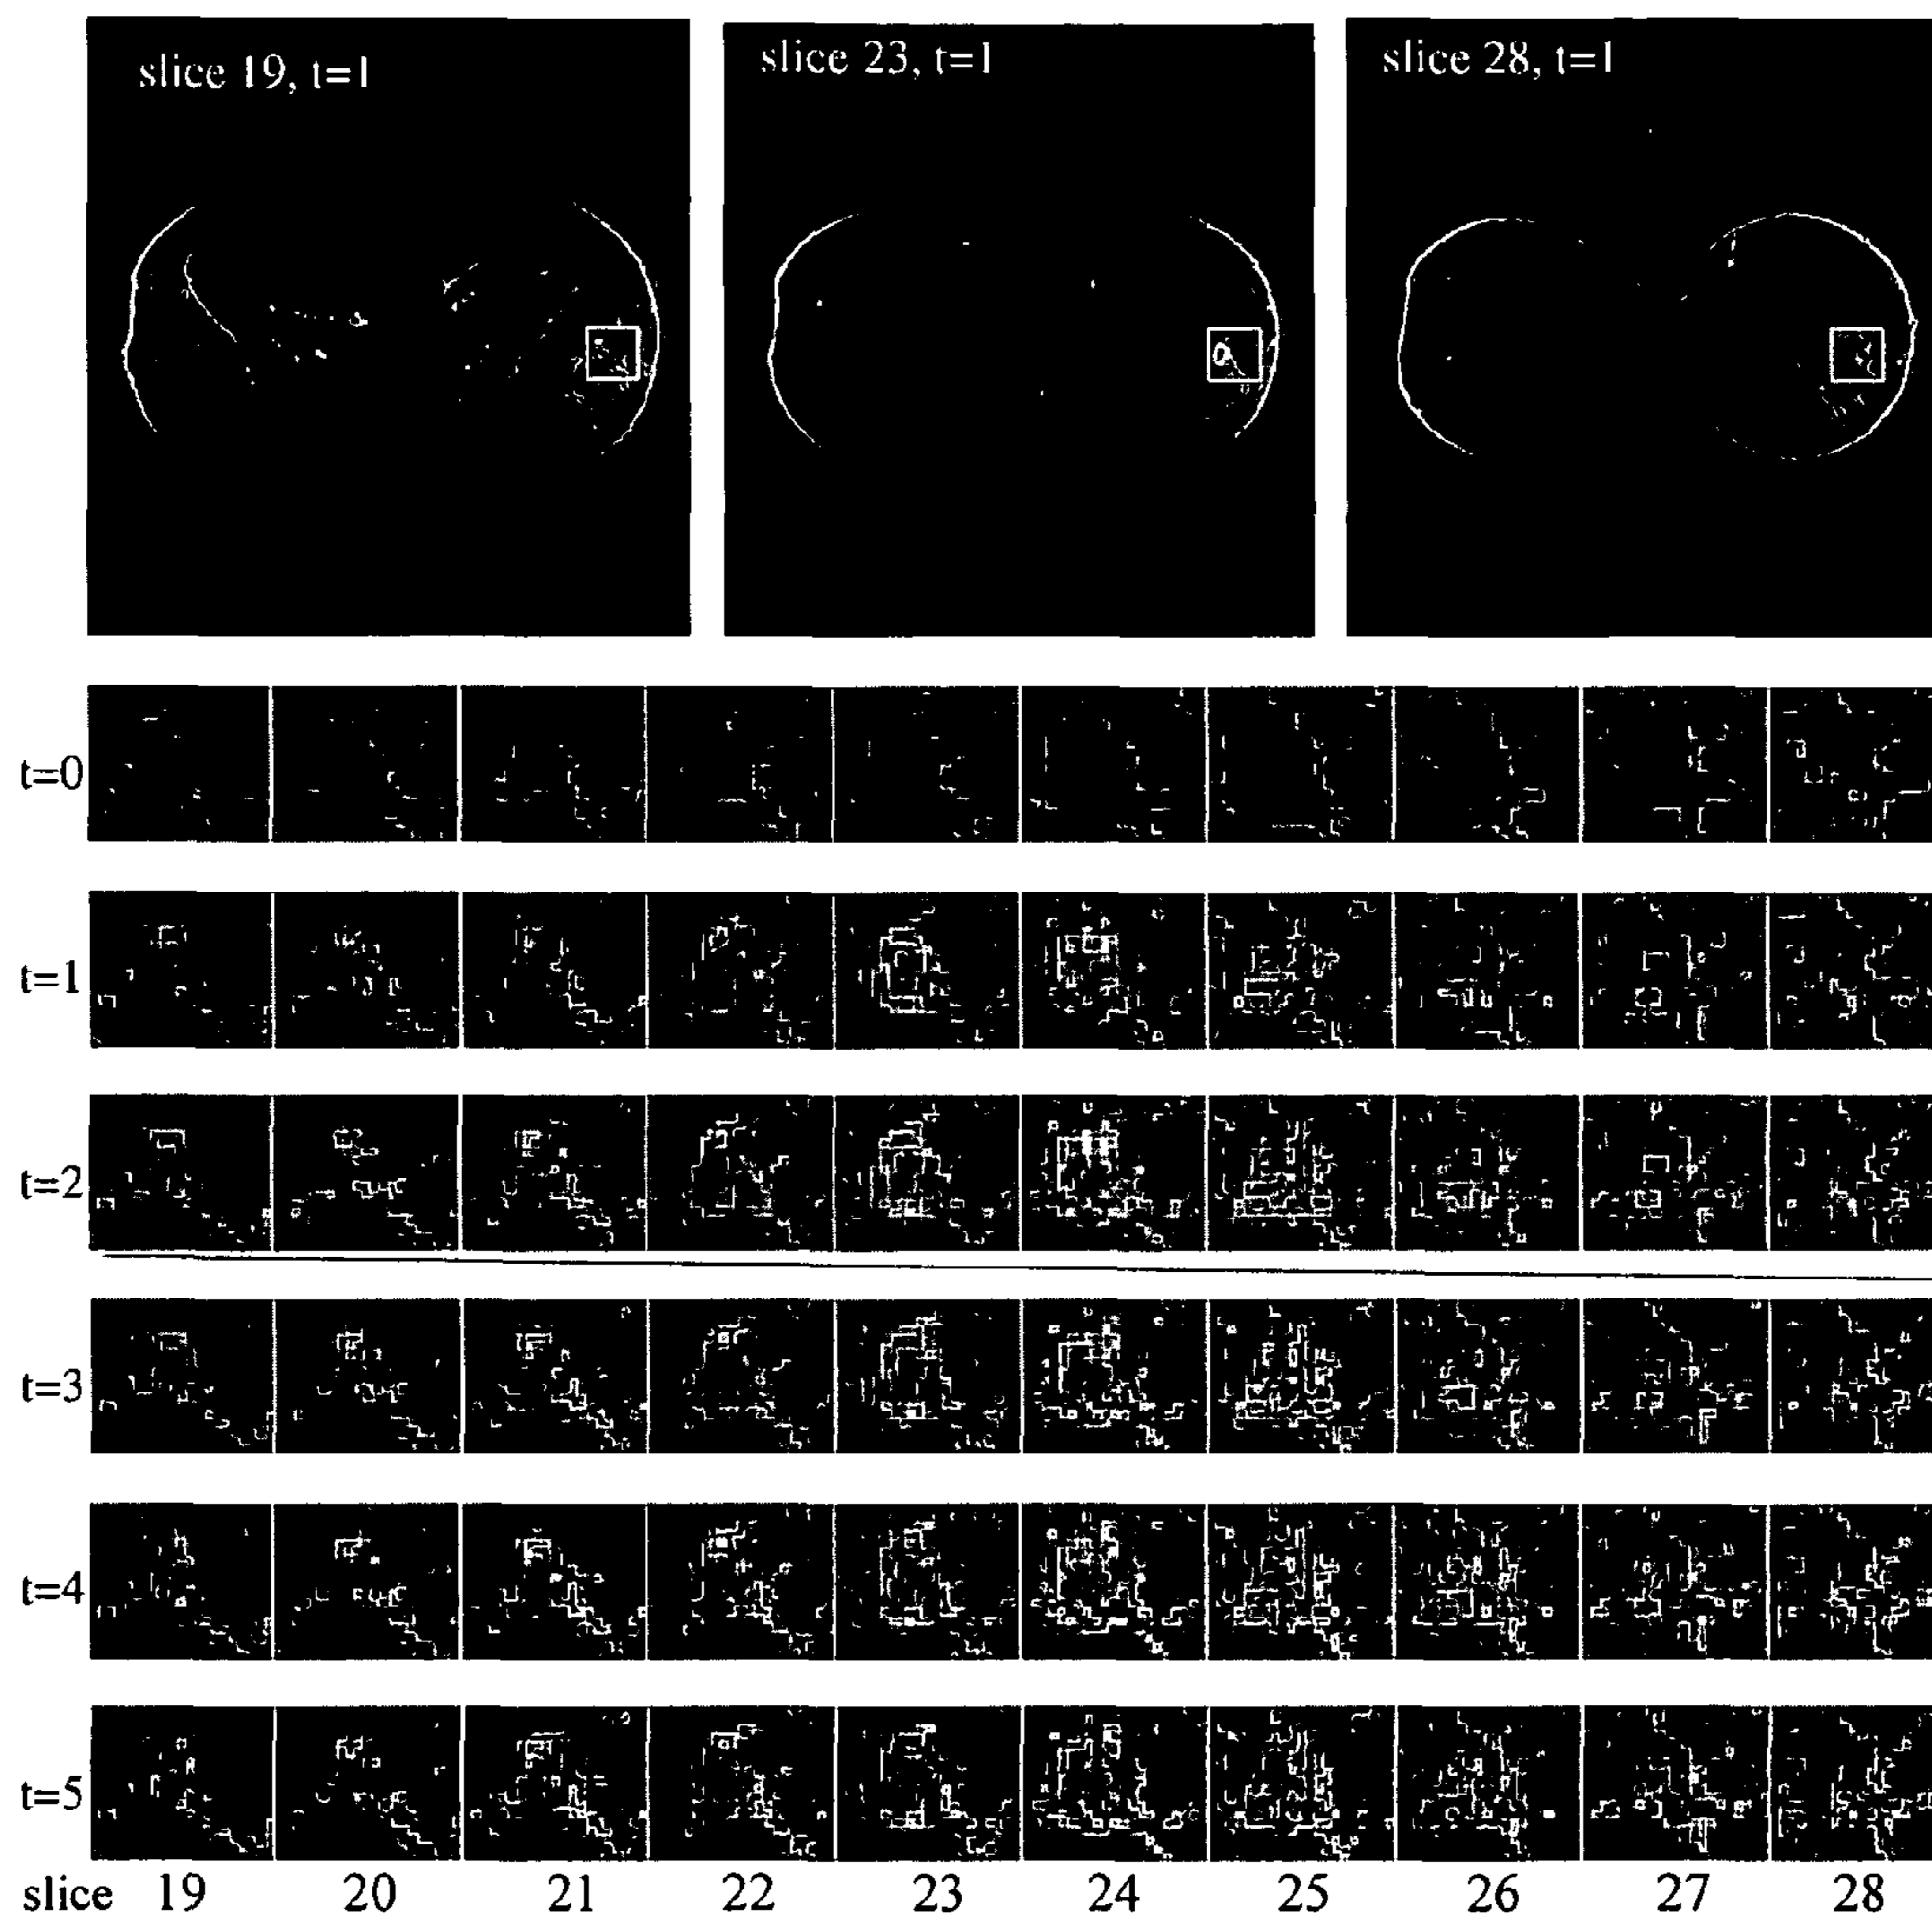 slice 19, t=1
slice 23, t=1
slice 28, t=1
t=0
t=1
t=2
t=3
t=4
t=5
slice 19 20 21 22 23 24 25 26 27 28